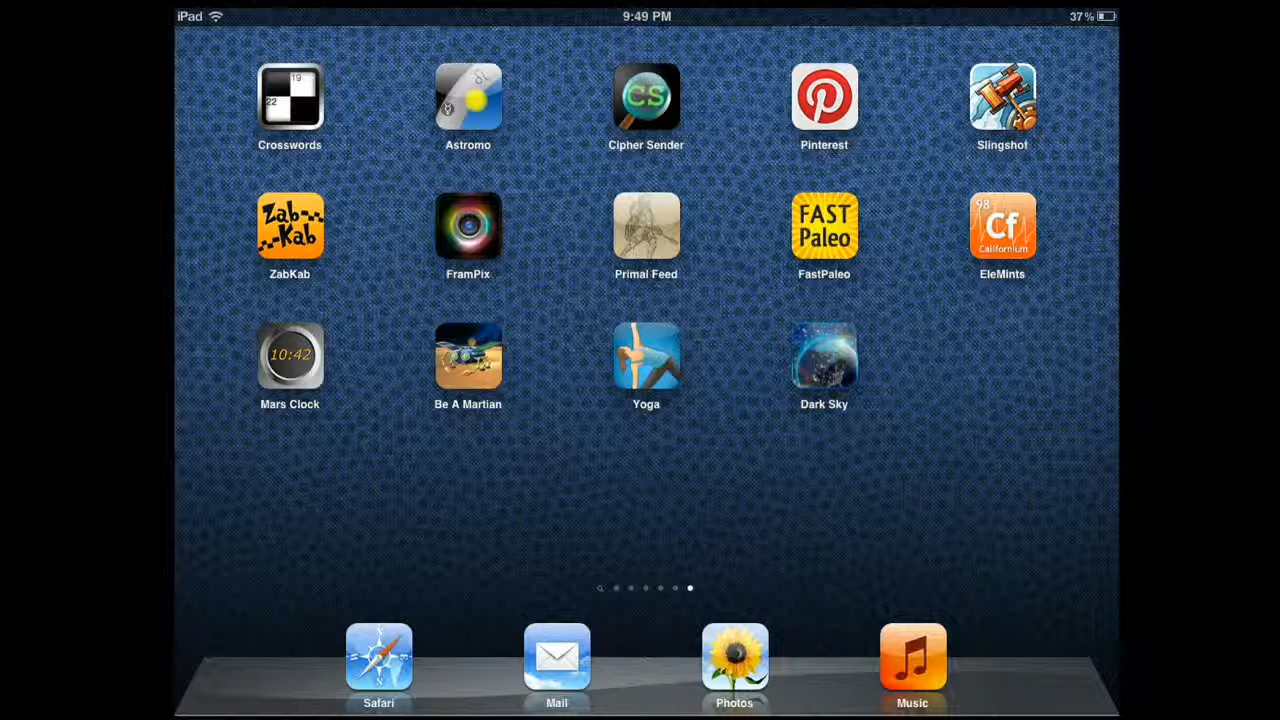 iPad 9:49 PM 37%
19
22
CS
Crosswords Astromo Cipher Sender Pinterest Slingshot
Zab Kab
FAST Paleo
98
Cf
Californium
ZabKab FramPix Primal Feed FastPaleo EleMints
10:42
Mars Clock Be A Martian Yoga Dark Sky
Safari Mail Photos Music